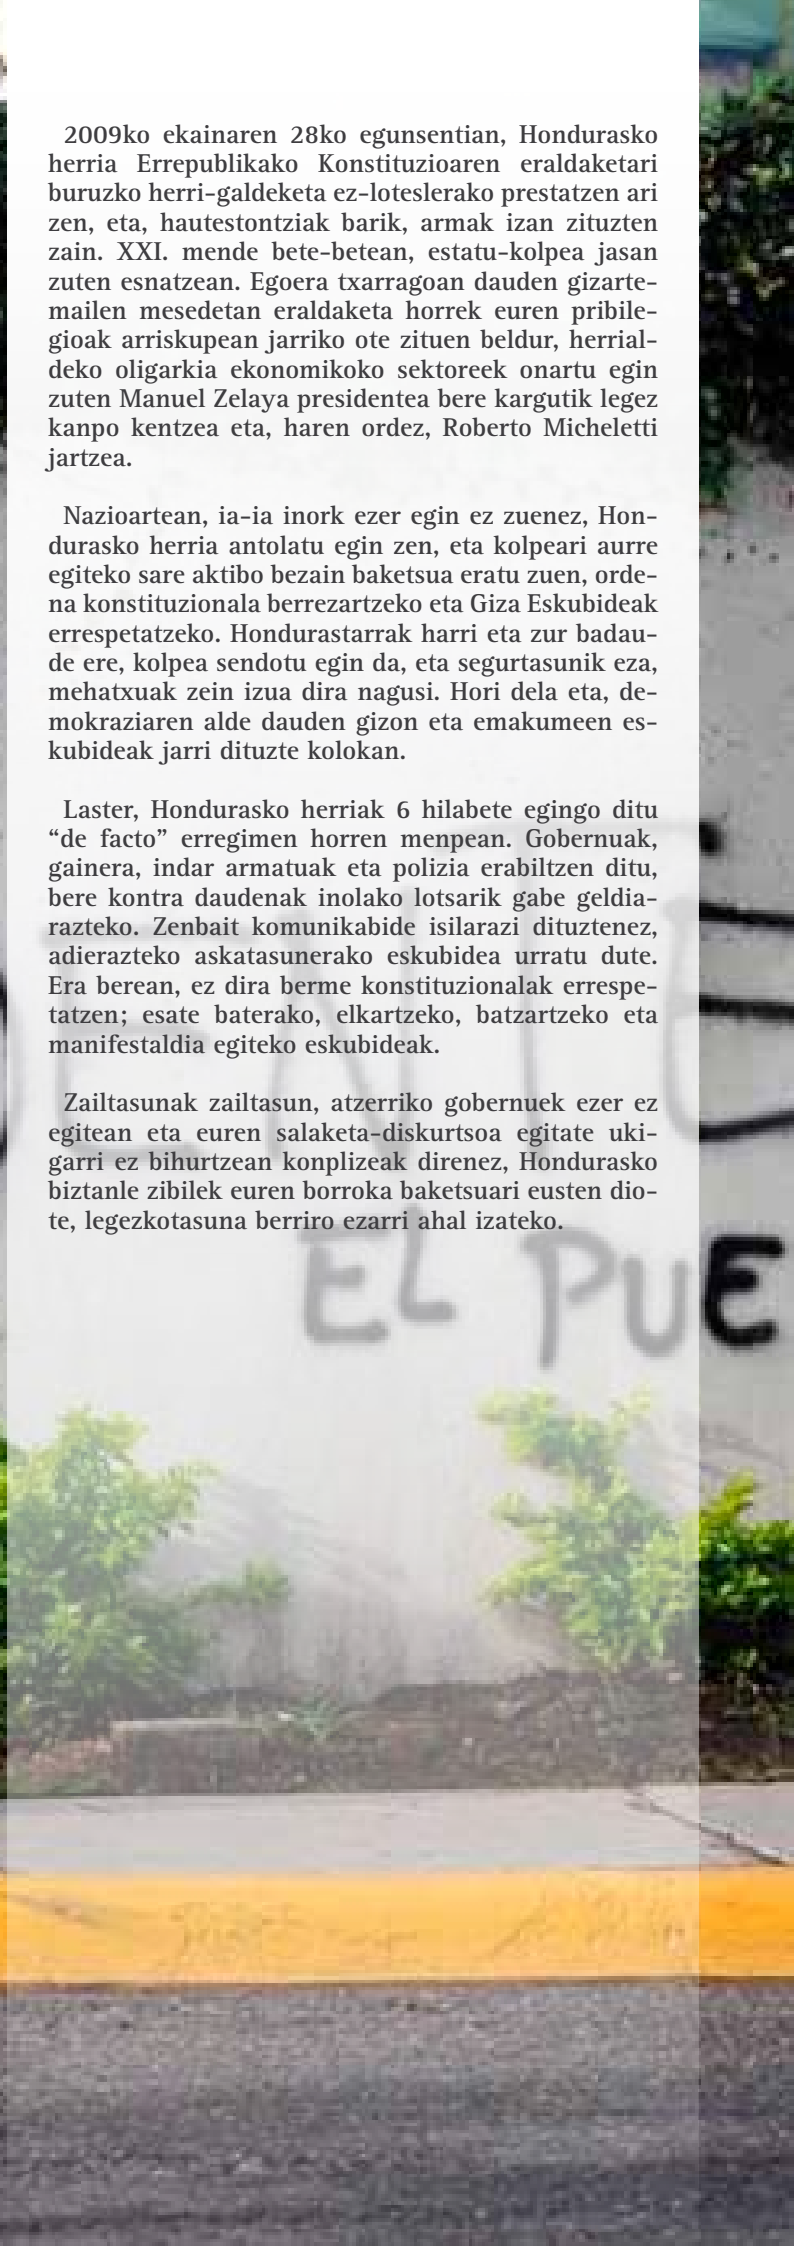 2009ko ekainaren 28ko egunsentian, Hondurasko
herria Errepublikako Konstituzioaren eraldaketari
buruzko herri-galdeketa ez-loteslerako prestatzen ari
zen, eta, hautestontziak barik, armak izan zituzten
zain. XXI. mende bete-betean, estatu-kolpea jasan
zuten esnatzean. Egoera txarragoan dauden gizarte-
mailen mesedetan eraldaketa horrek euren pribile-
gioak arriskupean jarriko ote zituen beldur, herrial-
deko oligarkia ekonomikoko sektoreek onartu egin
zuten Manuel Zelaya presidentea bere kargutik legez
kanpo kentzea eta, haren ordez, Roberto Micheletti
jartzea.
Nazioartean, ia-ia inork ezer egin ez zuenez, Hon-
durasko herria antolatu egin zen, eta kolpeari aurre
egiteko sare aktibo bezain baketsua eratu zuen, orde-
na konstituzionala berrezartzeko eta Giza Eskubideak
errespetatzeko. Hondurastarrak harri eta zur badau-
de ere, kolpea sendotu egin da, eta segurtasunik eza,
mehatxuak zein izua dira nagusi. Hori dela eta, de-
mokraziaren alde dauden gizon eta emakumeen es-
kubideak jarri dituzte kolokan.
Laster, Hondurasko herriak 6 hilabete egingo ditu
“de facto” erregimen horren menpean. Gobernuak,
gainera, indar armatuak eta polizia erabiltzen ditu,
bere kontra daudenak inolako lotsarik gabe geldia-
razteko. Zenbait komunikabide isilarazi dituztenez,
adierazteko askatasunerako eskubidea urratu dute.
Era berean, ez dira berme konstituzionalak errespe-
tatzen; esate baterako, elkartzeko, batzartzeko eta
manifestaldia egiteko eskubideak.
Zailtasunak zailtasun, atzerriko gobernuek ezer ez
egitean eta euren salaketa-diskurtsoa egitate uki-
garri ez bihurtzean konplizeak direnez, Hondurasko
biztanle zibilek euren borroka baketsuari eusten dio-
te, legezkotasuna berriro ezarri ahal izateko.
EL PUE